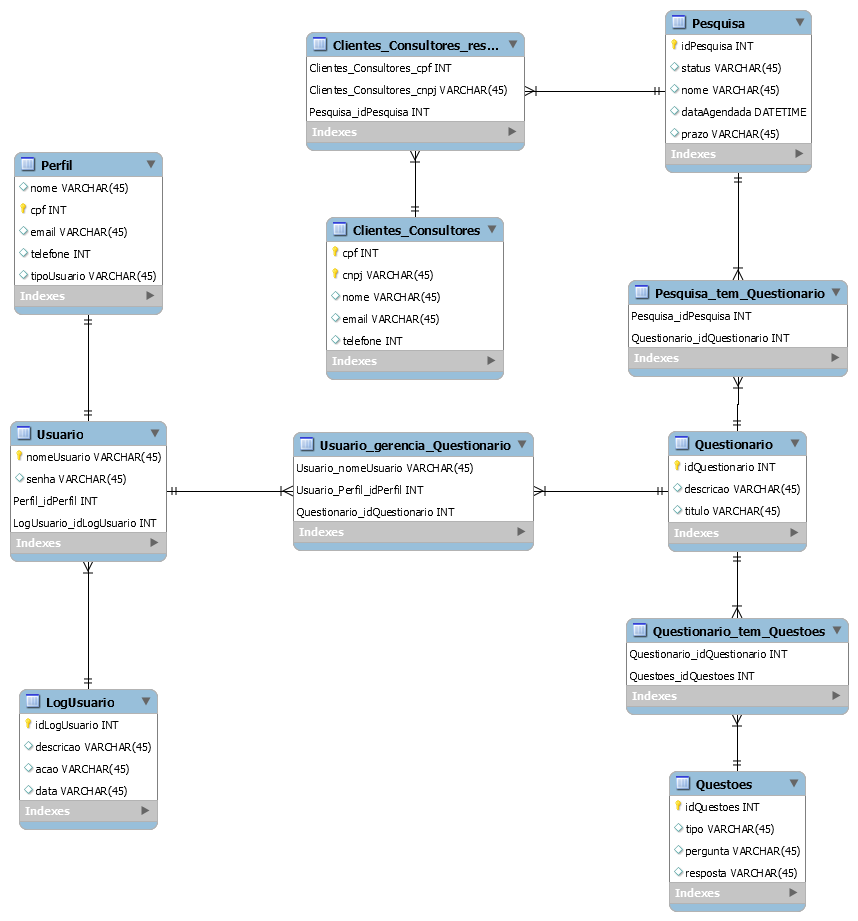 Pesquisa
idPesquisa INT
status VARCHAR(45)
nome VARCHAR(45)
dataAgendada DATETIME
prazo VARCHAR(45)
Indexes
Clientes_Consultores_res...
Clientes_Consultores_cpf INT
Clientes_Consultores_cnpj VARCHAR(45)
Pesquisa_idPesquisa INT
Indexes
Perfil
nome VARCHAR(45)
cpf INT
email VARCHAR(45)
telefone INT
tipoUsuario VARCHAR(45)
Indexes
Clientes_Consultores
cpf INT
cnpj VARCHAR(45)
nome VARCHAR(45)
email VARCHAR(45)
telefone INT
Indexes
Pesquisa_tem_Questionario
Pesquisa_idPesquisa INT
Questionario_idQuestionario INT
Indexes
Usuario
nomeUsuario VARCHAR(45)
senha VARCHAR(45)
Perfil_idPerfil INT
LogUsuario_idLogUsuario INT
Indexes
Usuario_gerencia_Questionario
Usuario_nomeUsuario VARCHAR(45)
Usuario_Perfil_idPerfil INT
Questionario_idQuestionario INT
Indexes
Questionario
idQuestionario INT
descricao VARCHAR(45)
titulo VARCHAR(45)
Indexes
Questionario_tem_Questoes
Questionario_idQuestionario INT
Questoes_idQuestoes INT
Indexes
LogUsuario
idLogUsuario INT
descricao VARCHAR(45)
acao VARCHAR(45)
data VARCHAR(45)
Indexes
Questoes
idQuestoes INT
tipo VARCHAR(45)
pergunta VARCHAR(45)
resposta VARCHAR(45)
Indexes